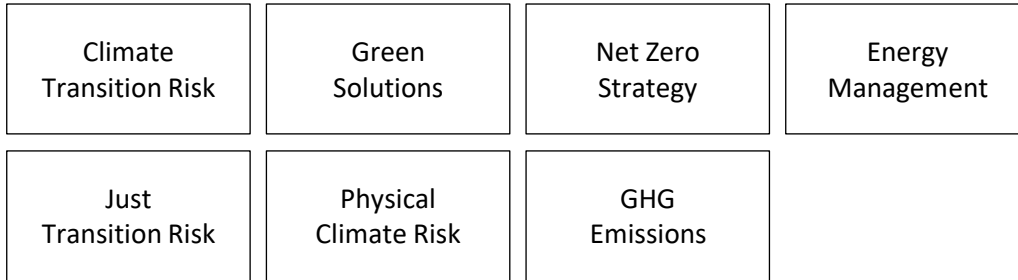 Climate
Transition Risk
Green
Solutions
Net Zero
Strategy
Energy
Management
Just
Transition Risk
Physical
Climate Risk
GHG
Emissions